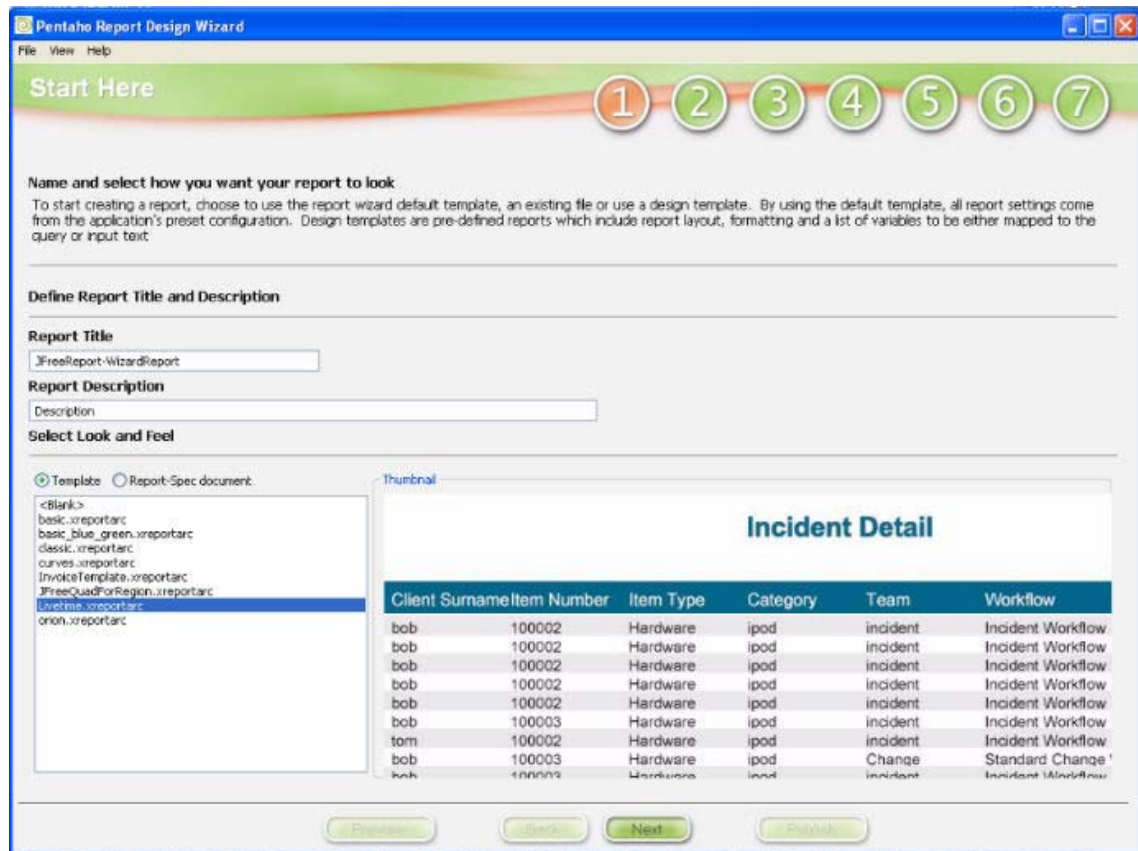 Pentaho Report Design Wizard
File View Help
Start Here
1 2 3 4 5 6 7
Name and select how you want your report to look
To start creating a report, choose to use the report wizard default template, an existing file or use a design template. By using the default template, all report settings come
from the application's preset configuration. Design templates are pre-defined reports which include report layout, formatting and a list of variables to be either mapped to the
query or input text
Define Report Title and Description
Report Title
JFreeReport-WizardReport
Report Description
Description
Select Look and Feel
Template Report-Spec document
<Blank>
basic.xreportarc
basic_blue_green.xreportarc
classic.xreportarc
curves.xreportarc
InvoiceTemplate.xreportarc
JFreeQuadForRegion.xreportarc
Livetime.xreportarc
orion.xreportarc
Thumbnail
Incident Detail
Client Surname Item Number Item Type Category Team Workflow
bob 100002 Hardware ipod incident Incident Workflow
bob 100002 Hardware ipod incident Incident Workflow
bob 100002 Hardware ipod incident Incident Workflow
bob 100002 Hardware ipod incident Incident Workflow
bob 100002 Hardware ipod incident Incident Workflow
bob 100003 Hardware ipod incident Incident Workflow
tom 100002 Hardware ipod incident Incident Workflow
bob 100003 Hardware ipod Change Standard Change
bob 100003 Hardware ipod incident Incident Workflow
Preview Back Next Publish